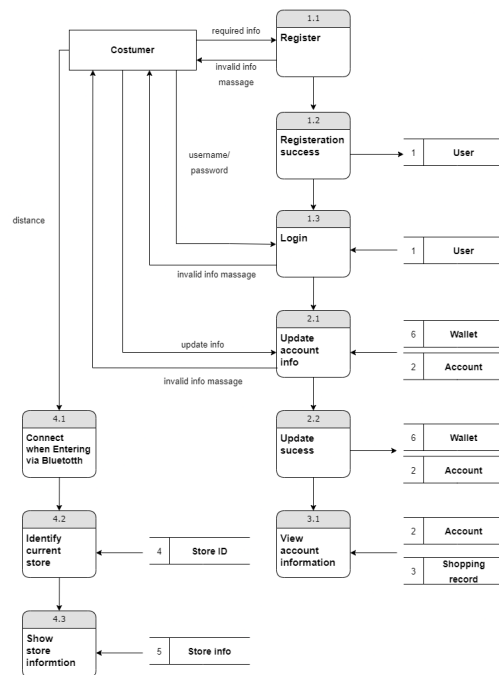 1.1
Costumer
required info
Register
invalid info
massage
1.2
Registeration
success
1
User
username/
password
1.3
distance
Login
1
User
invalid info massage
2.1
6
Wallet
update info
Update
account
info
2
Account
invalid info massage
4.1
2.2
Connect
when Entering
via Bluetotth
Update
sucess
6
Wallet
2
Account
4.2
3.1
Identify
current
store
4
Store ID
View
account
information
2
Account
3
Shopping
record
4.3
Show
store
informtion
5
Store info